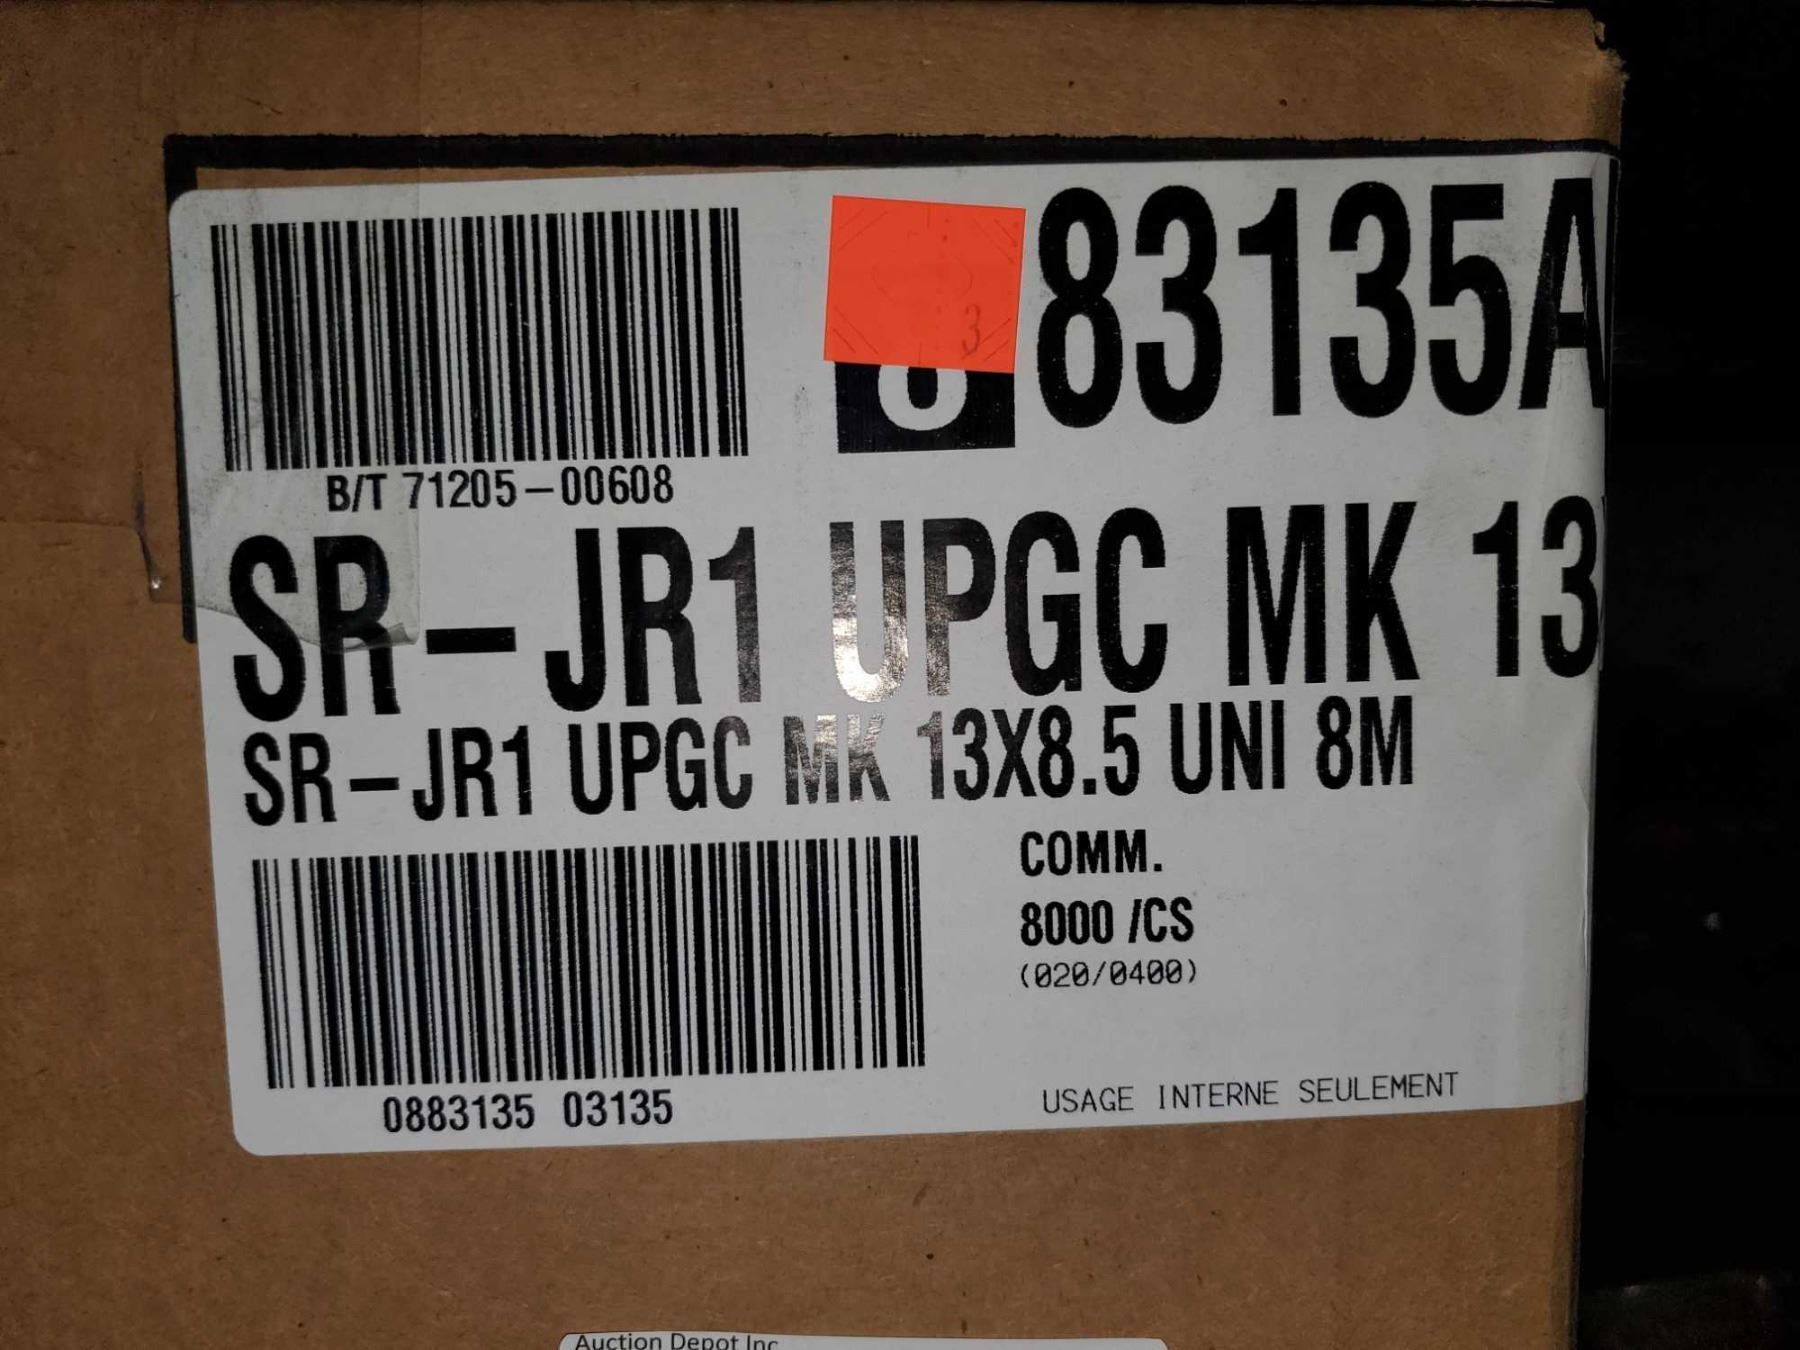 83135A
3
B/T 71205-00608
SR-JR1 UPGC MK 13
SR-JR1 UPGC MK 13X8.5 UNI 8M
COMM.
8000 /CS
(020/0400)
0883135 03135
USAGE INTERNE SEULEMENT
Auction Depot Inc